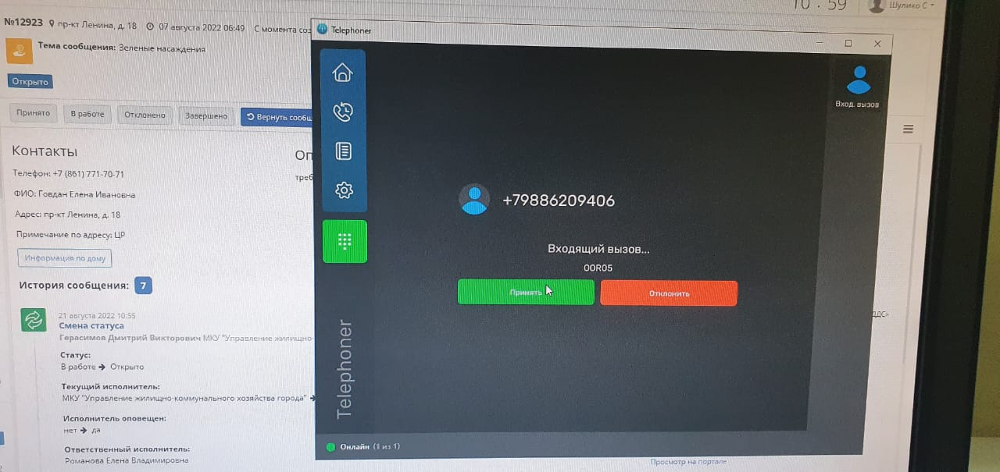 10 : 59
Шулико С
№12923 пр-кт Ленина, д. 18 07 августа 2022 06:49 С момента соз
Тема сообщения: Зеленые насаждения
Открыто
Принято В работе Отклонено Завершено Вернуть сообщ
Контакты
Оп
Телефон: +7 (861) 771-70-71
треб
ФИО: Говдан Елена Ивановна
Адрес: пр-кт Ленина, д. 18
Примечание по адресу: ЦР
Информация по дому
История сообщения: 7
21 августа 2022 10:55
Смена статуса
Герасимов Дмитрий Викторович МКУ "Управление жилищно-
Статус:
В работе → Открыто
Текущий исполнитель:
МКУ "Управление жилищно-коммунального хозяйства города" →
Исполнитель оповещен:
нет → да
Ответственный исполнитель:
Романова Елена Владимировна
Telephoner
Вход. вызов
+79886209406
Входящий вызов...
00R05
Принять Отклонить
Telephoner
Онлайн (1 из 1)
ДДС»
Просмотр на портале